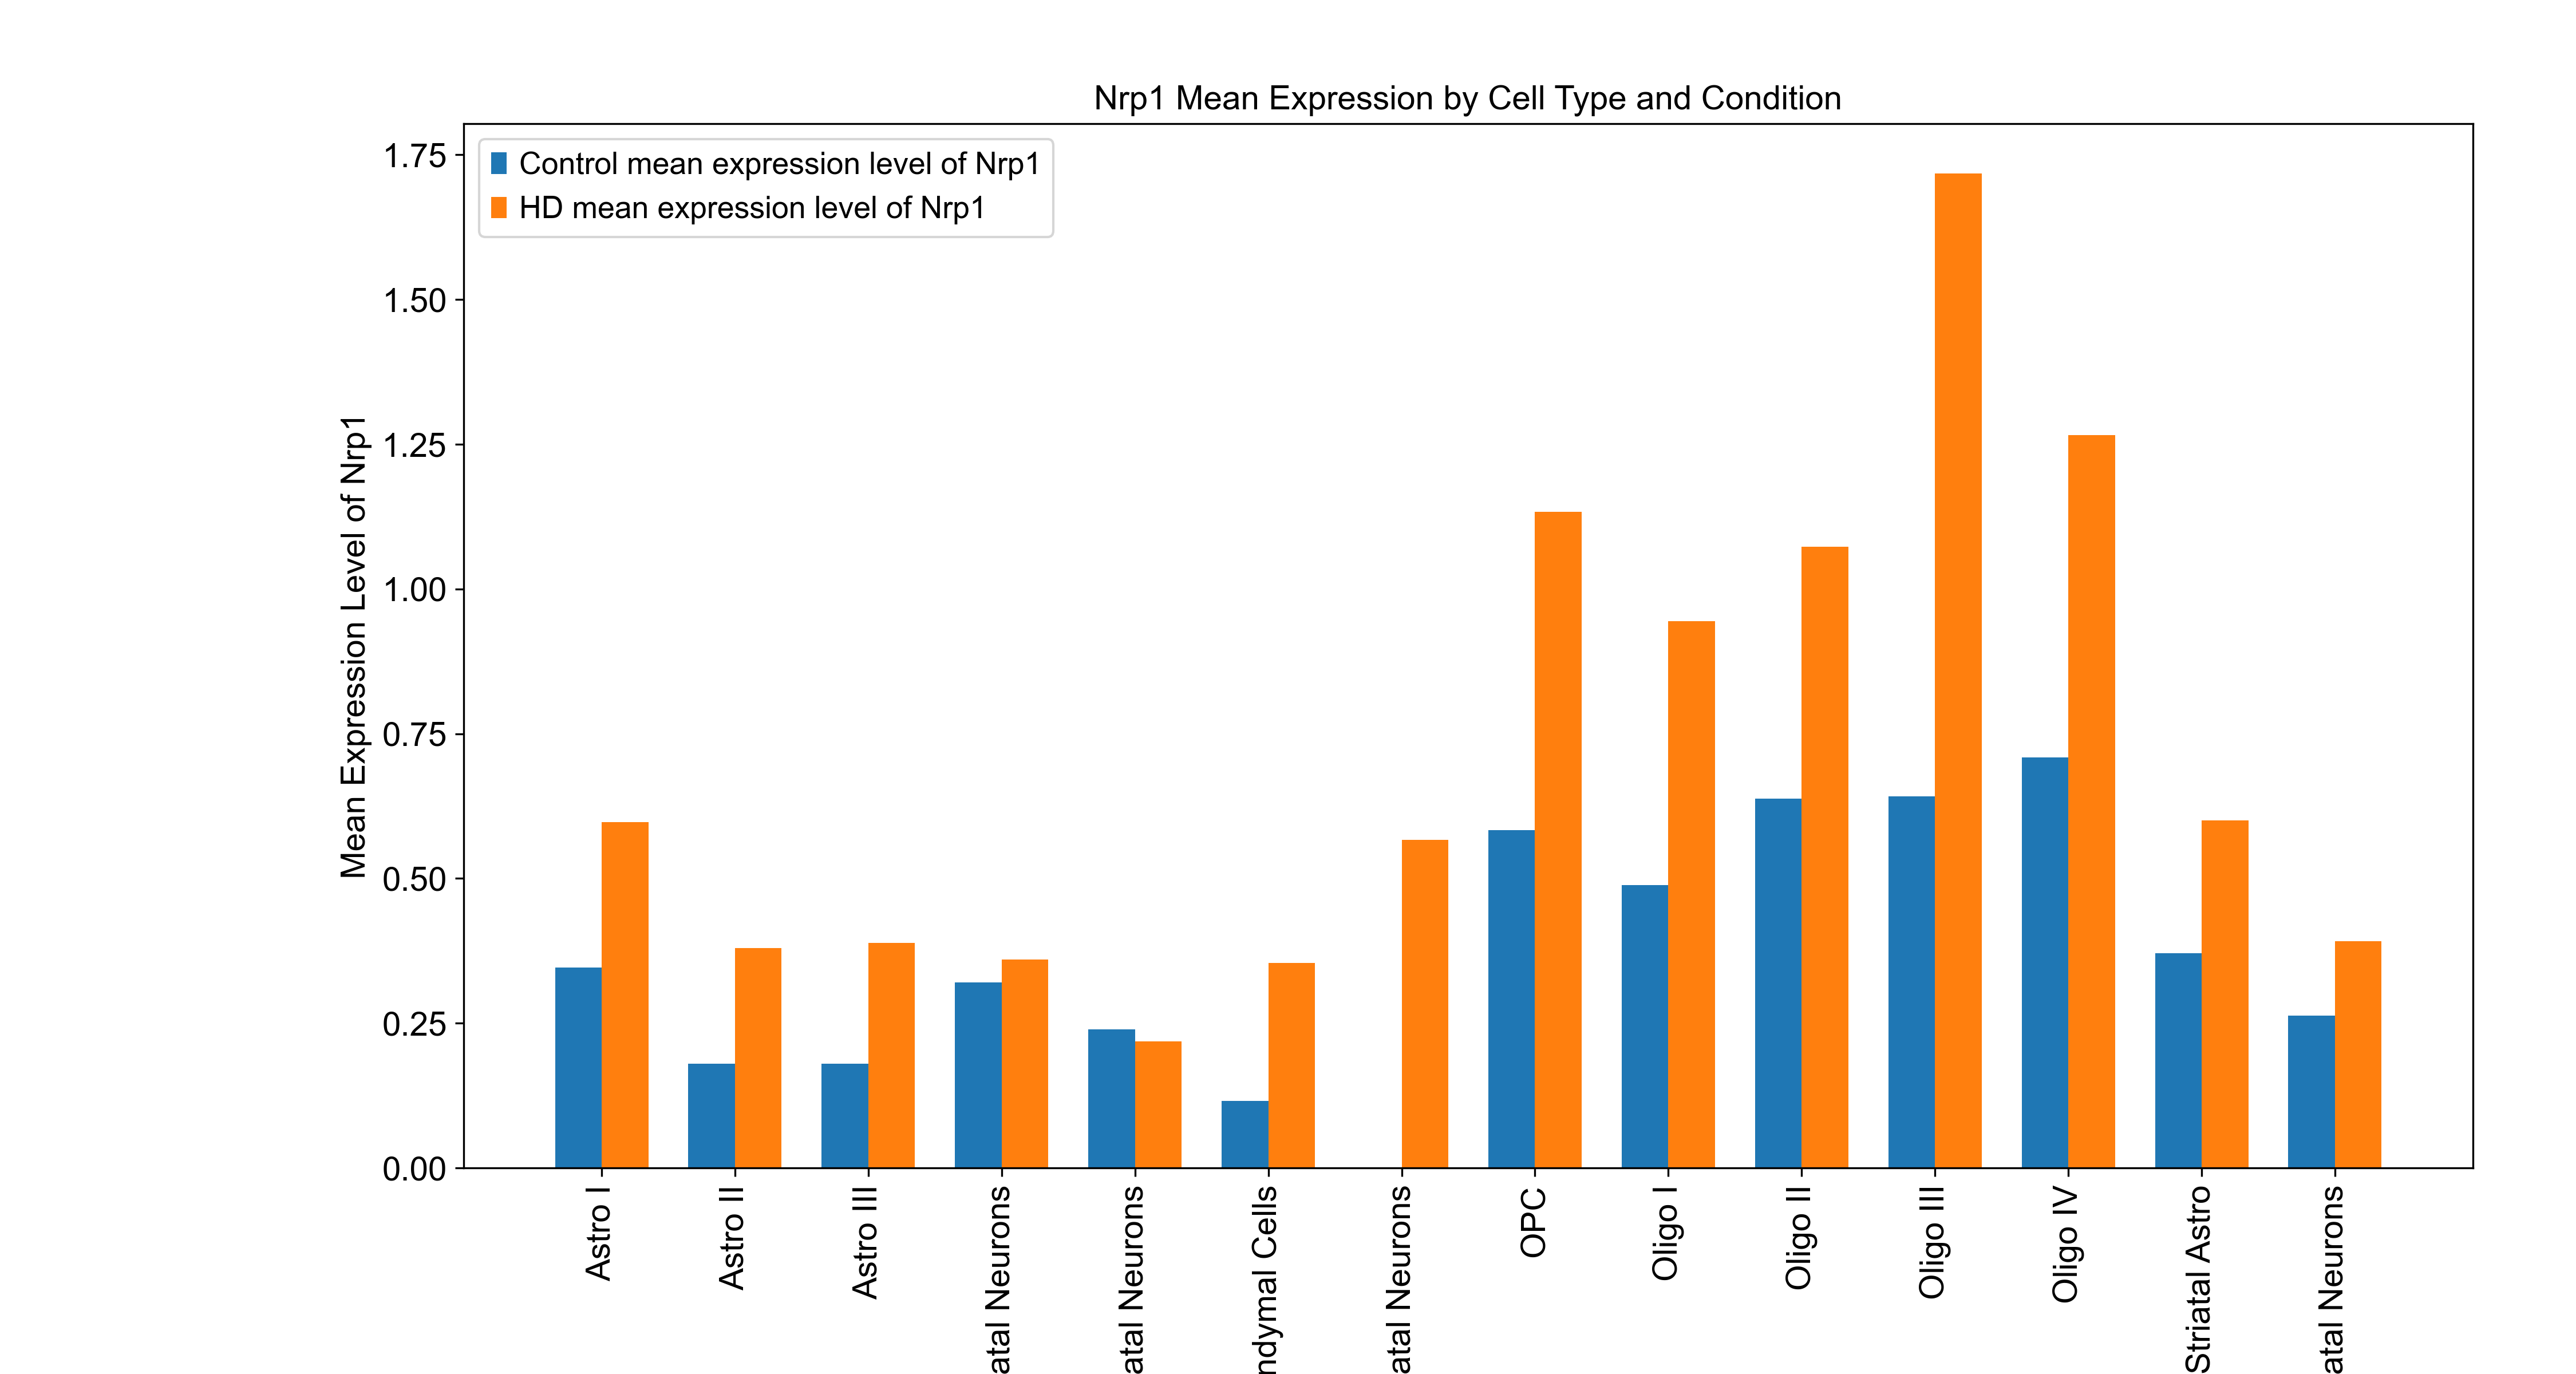 Nrp1 Mean Expression by Cell Type and Condition
Control mean expression level of Nrp1
HD mean expression level of Nrp1
Mean Expression Level of Nrp1
1.75
1.50
1.25
1.00
0.75
0.50
0.25
0.00
Astro I
Astro II
Astro III
atal Neurons
atal Neurons
ndymal Cells
atal Neurons
OPC
Oligo I
Oligo II
Oligo III
Oligo IV
Striatal Astro
atal Neurons